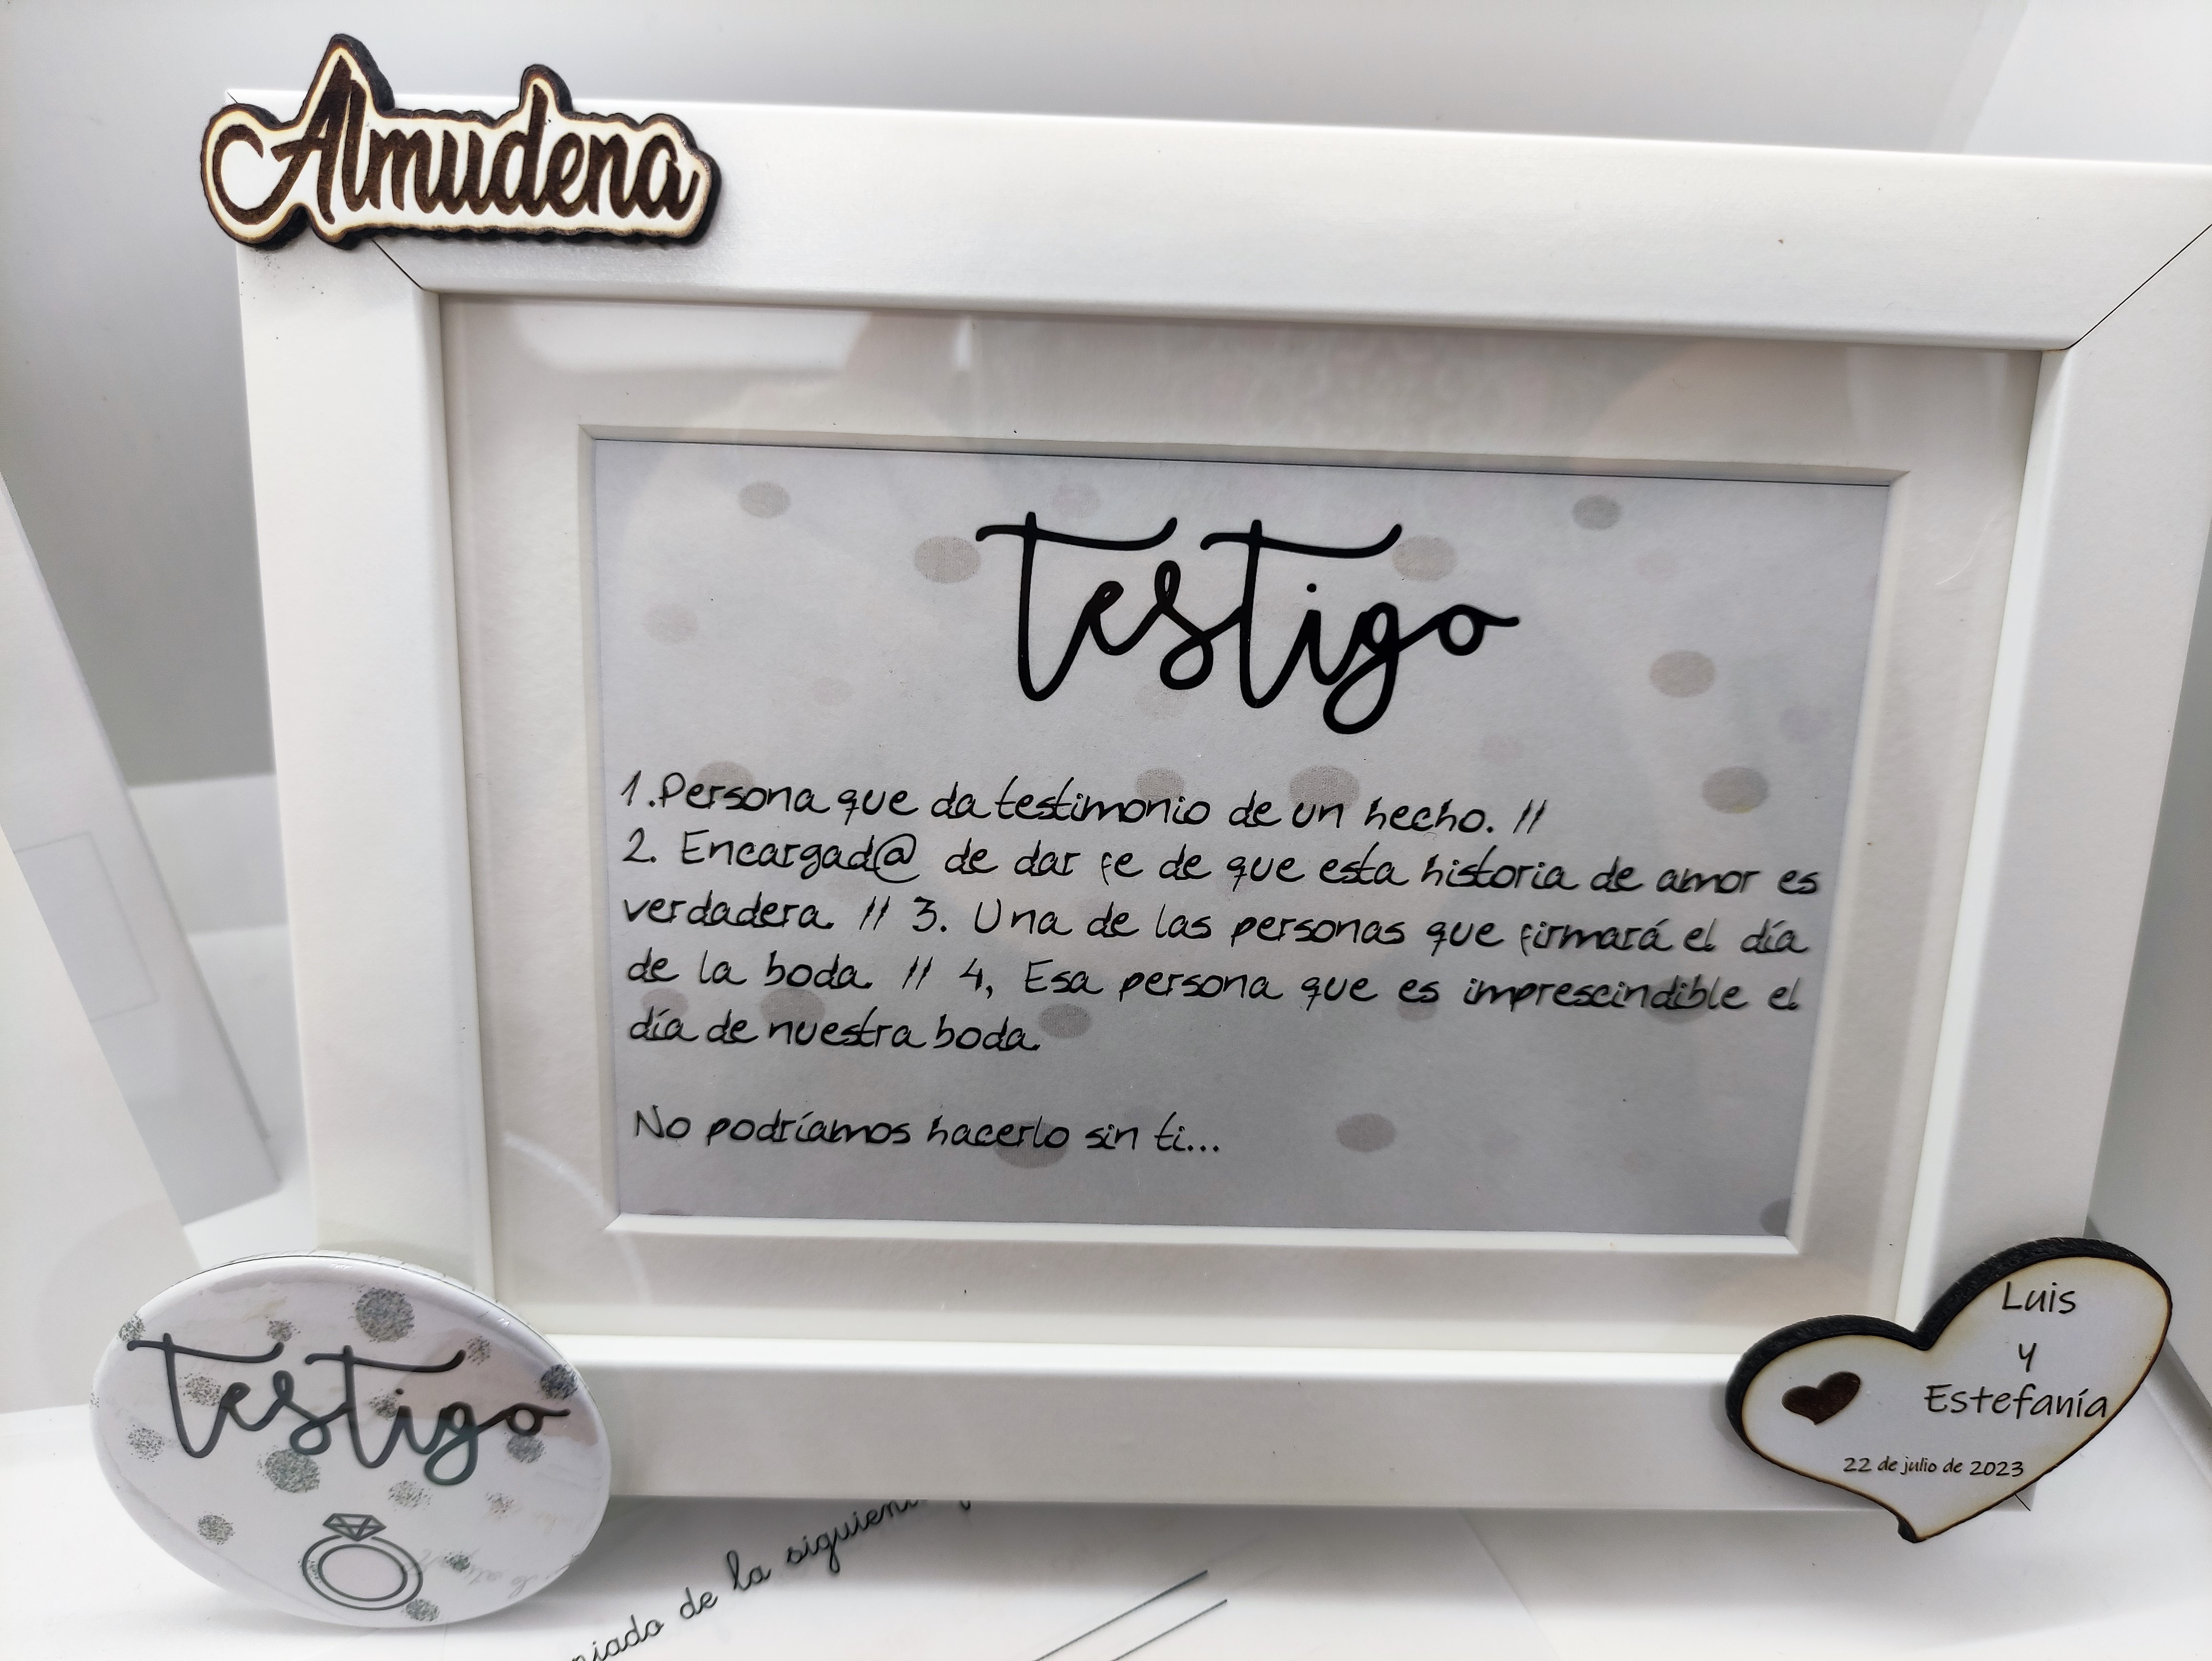 Almudena
testigo
1. Persona que da testimonio de un hecho. //
2. Encargad@ de dar fe de que esta historia de amor es
verdadera. // 3. Una de las personas que firmará el día
de la boda. // 4, Esa persona que es imprescindible el
día de nuestra boda.
No podríamos hacerlo sin ti...
testigo
Luis
y
Estefanía
22 de julio de 2023
de la